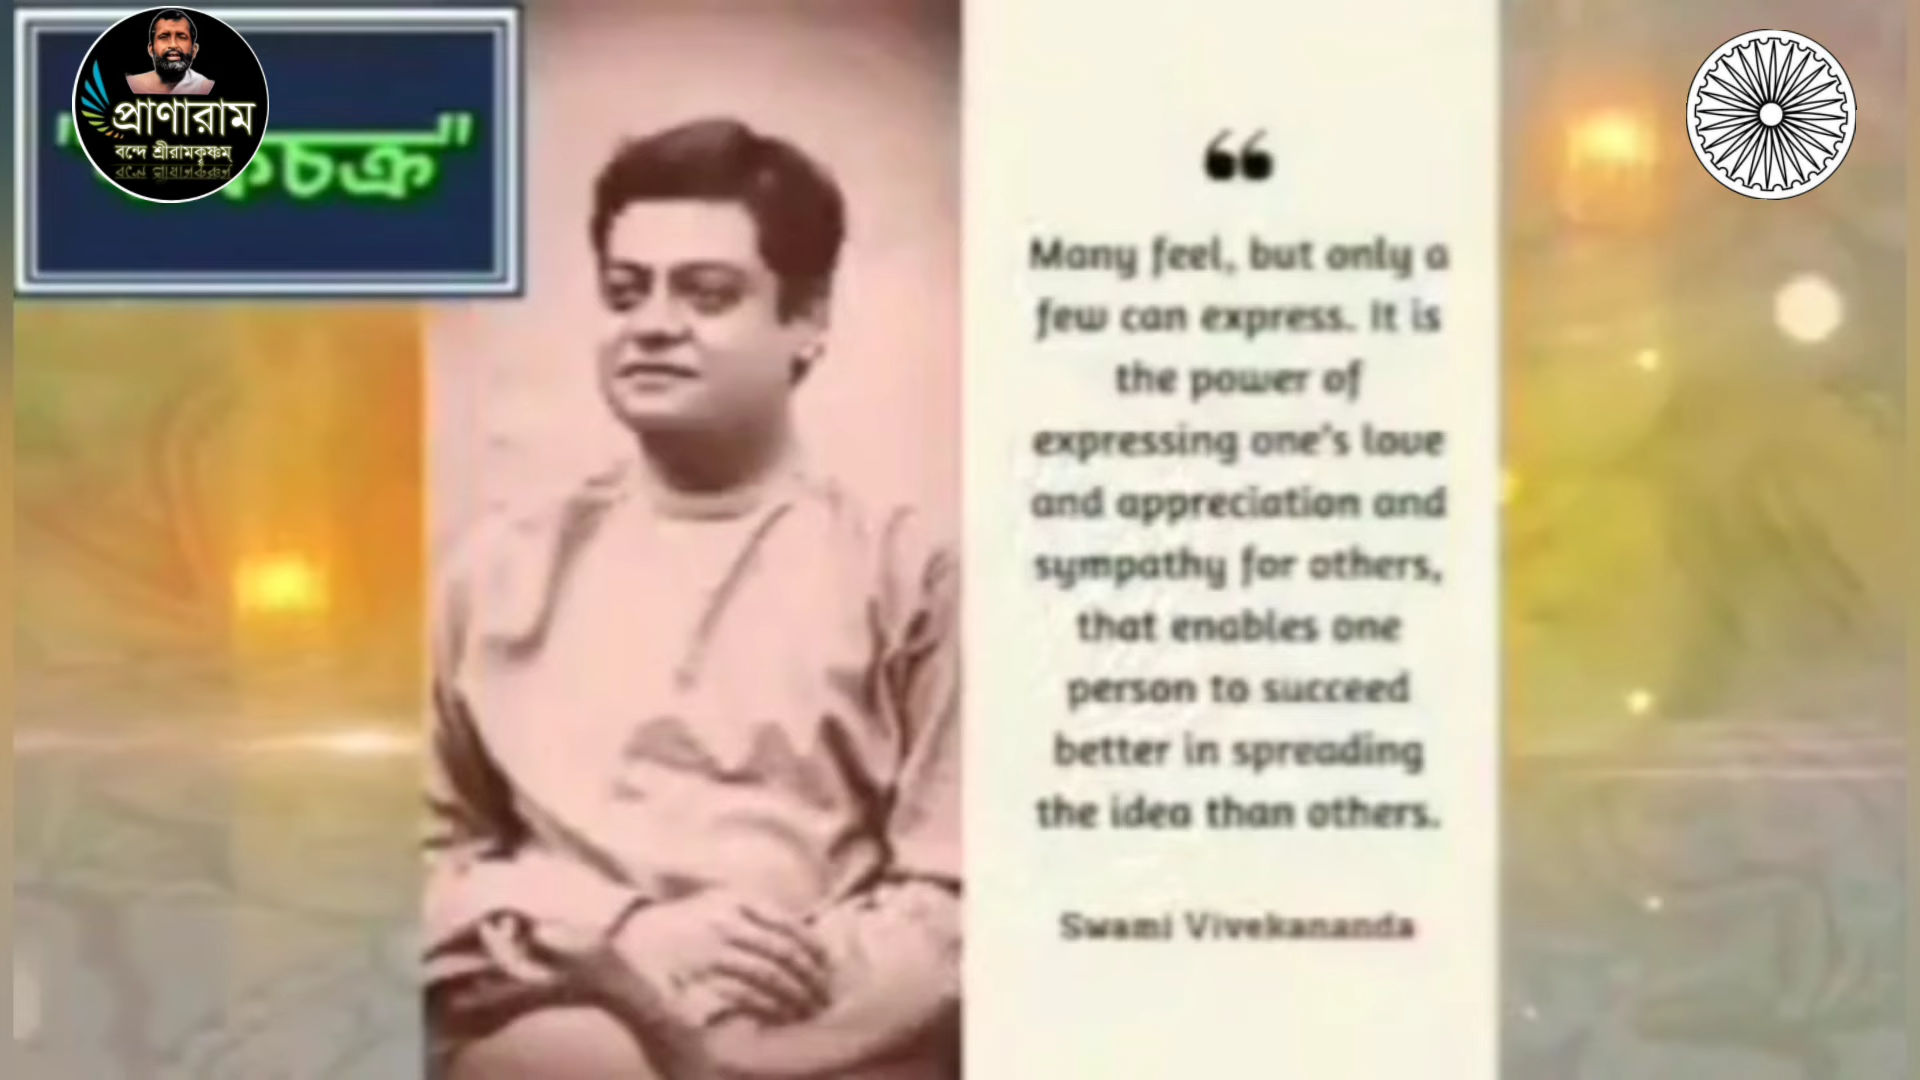 প্রাণারাম
বন্দে শ্রীরামকৃষ্ণম্
চক্র"
Many feel, but only a
few can express. It is
the power of
expressing one's love
and appreciation and
sympathy for others,
that enables one
person to succeed
better in spreading
the idea than others.
Swami Vivekananda